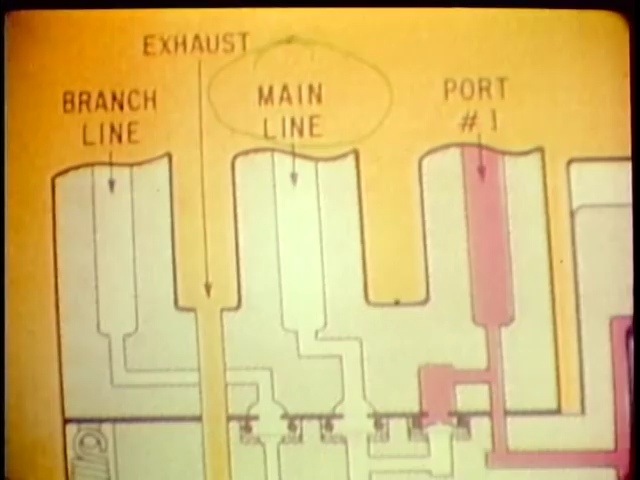 EXHAUST
BRANCH
LINE
MAIN
LINE
PORT
# 1